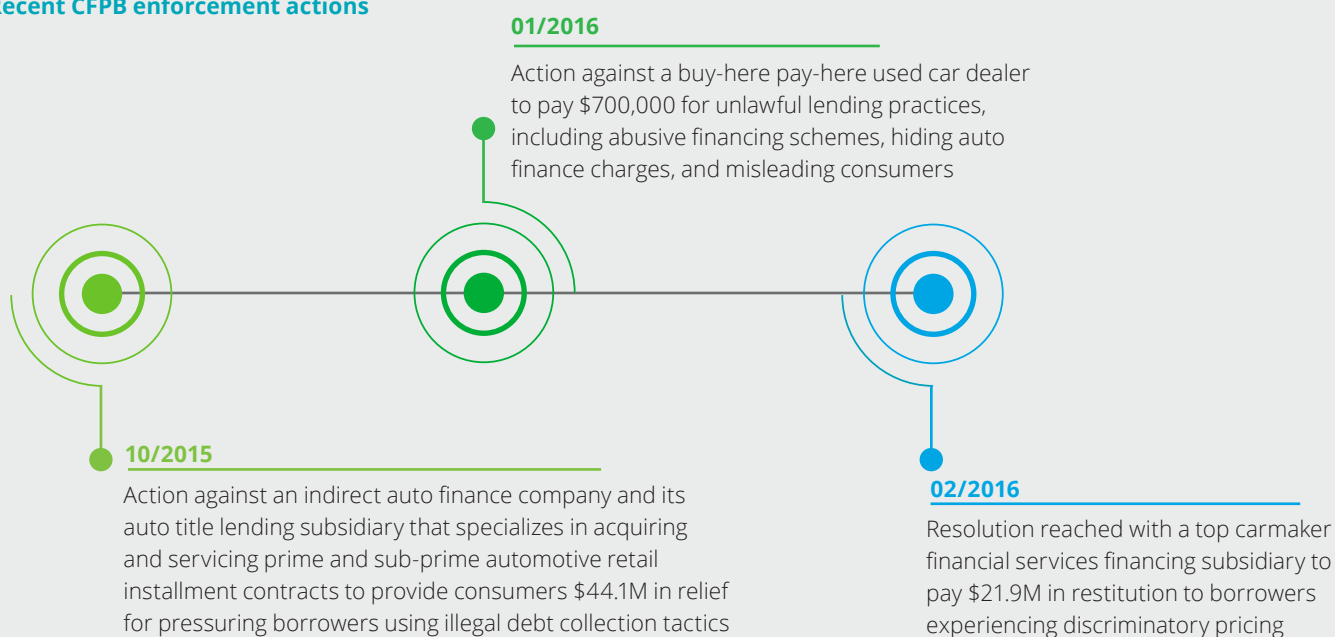 Recent CFPB enforcement actions
01/2016
Action against a buy-here pay-here used car dealer
to pay $700,000 for unlawful lending practices,
including abusive financing schemes, hiding auto
finance charges, and misleading consumers
10/2015
Action against an indirect auto finance company and its
auto title lending subsidiary that specializes in acquiring
and servicing prime and sub-prime automotive retail
installment contracts to provide consumers $44.1M in relief
for pressuring borrowers using illegal debt collection tactics
02/2016
Resolution reached with a top carmaker
financial services financing subsidiary to
pay $21.9M in restitution to borrowers
experiencing discriminatory pricing